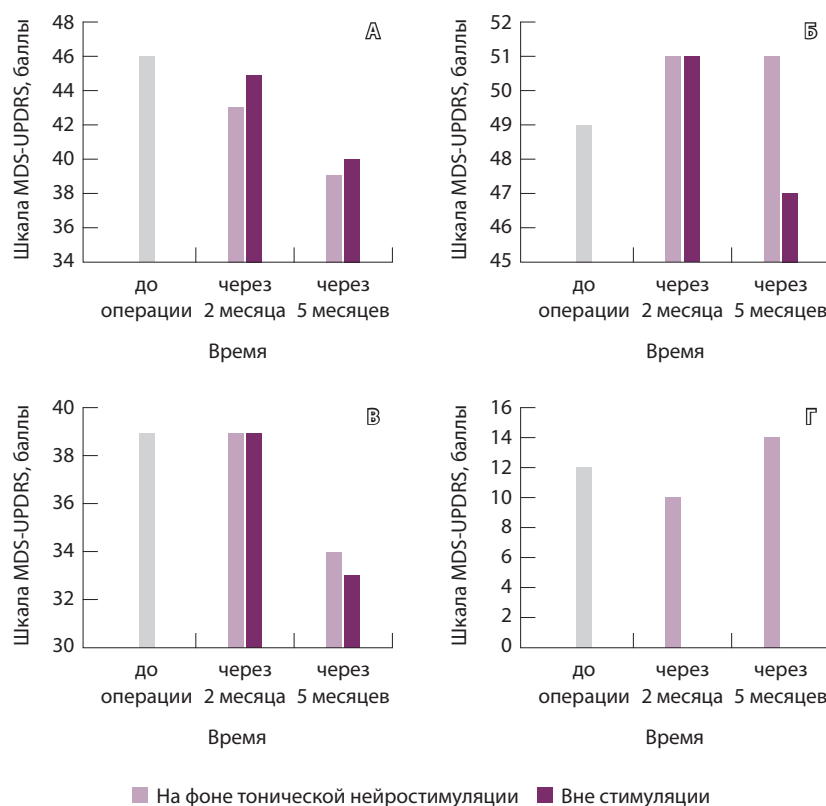 А
Шкала MDS-UPDRS, баллы
48
46
44
42
40
38
36
34
до операции
через 2 месяца
через 5 месяцев
Время
Б
Шкала MDS-UPDRS, баллы
52
51
50
49
48
47
46
45
до операции
через 2 месяца
через 5 месяцев
Время
В
Шкала MDS-UPDRS, баллы
40
38
36
34
32
30
до операции
через 2 месяца
через 5 месяцев
Время
Г
Шкала MDS-UPDRS, баллы
16
14
12
10
8
6
4
2
0
до операции
через 2 месяца
через 5 месяцев
Время
На фоне тонической нейростимуляции
Вне стимуляции